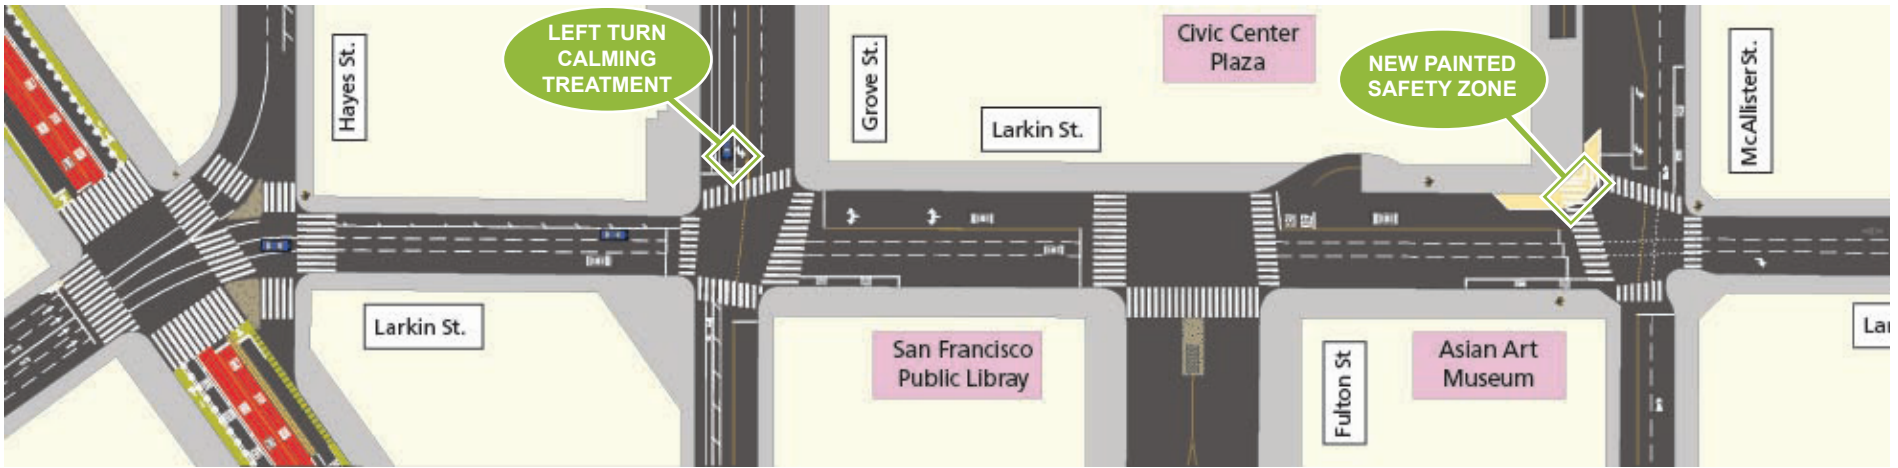 Hayes St.
LEFT TURN
CALMING
TREATMENT
Grove St.
Larkin St.
Civic Center
Plaza
NEW PAINTED
SAFETY ZONE
McAllister St.
Larkin St.
San Francisco
Public Libray
Fulton St
Asian Art
Museum